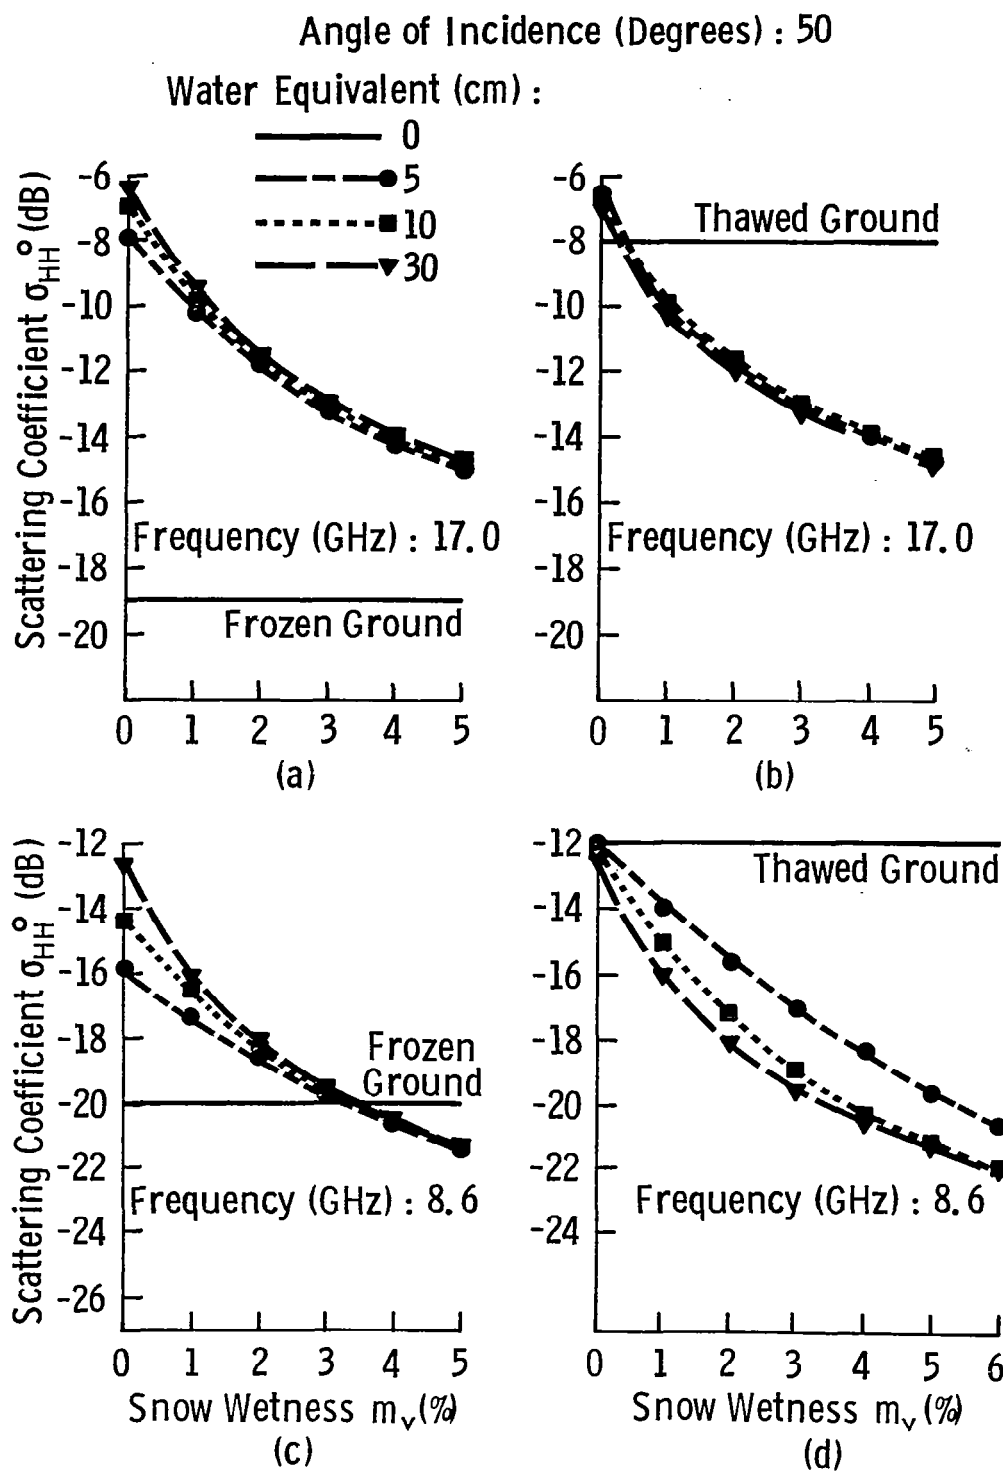 Angle of Incidence (Degrees) : 50
Water Equivalent (cm) :
0
5
10
30
Scattering Coefficient σHH° (dB)
-6
-8
-10
-12
-14
-16
-18
-20
Frequency (GHz) : 17.0
Frozen Ground
0 1 2 3 4 5
(a)
-6
-8
-10
-12
-14
-16
-18
-20
Thawed Ground
Frequency (GHz) : 17.0
0 1 2 3 4 5
(b)
Scattering Coefficient σHH° (dB)
-12
-14
-16
-18
-20
-22
-24
-26
Frozen
Ground
Frequency (GHz) : 8.6
0 1 2 3 4 5
Snow Wetness mv (%)
(c)
-12
-14
-16
-18
-20
-22
-24
Thawed Ground
Frequency (GHz) : 8.6
0 1 2 3 4 5 6
Snow Wetness mv (%)
(d)